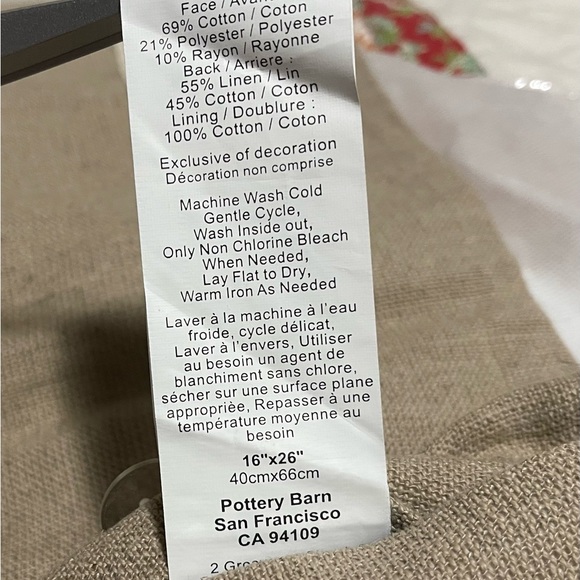 Face /
69% Cotton / Coton
21% Polyester / Polyester
10% Rayon / Rayonne
Back / Arriere :
55% Linen / Lin
45% Cotton / Coton
Lining / Doublure :
100% Cotton / Coton
Exclusive of decoration
Décoration non comprise
Machine Wash Cold
Gentle Cycle,
Wash Inside out,
Only Non Chlorine Bleach
When Needed,
Lay Flat to Dry,
Warm Iron As Needed
Laver à la machine à l'eau
froide, cycle délicat,
Laver à l'envers, Utiliser
au besoin un agent de
blanchiment sans chlore,
sécher sur une surface plane
approprièe, Repasser à une
température moyenne au
besoin
16"x26"
40cmx66cm
Pottery Barn
San Francisco
CA 94109
2